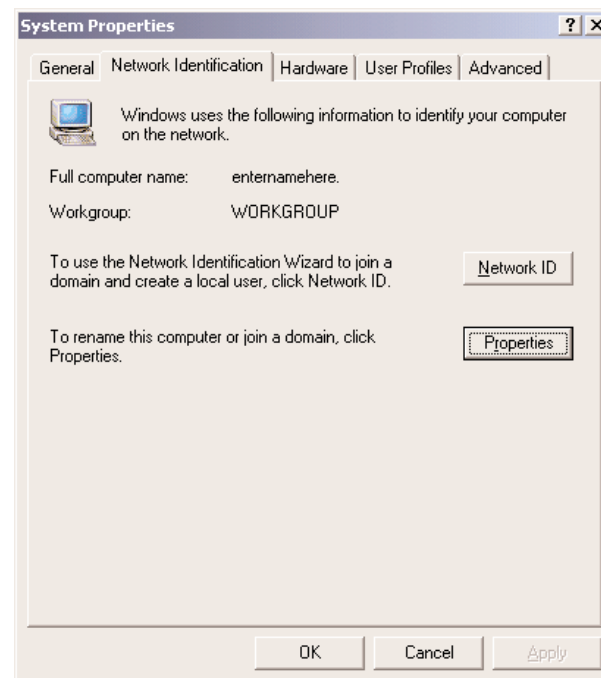 System Properties
? X
General Network Identification Hardware User Profiles Advanced
Windows uses the following information to identify your computer
on the network.
Full computer name: enternamehere.
Workgroup: WORKGROUP
To use the Network Identification Wizard to join a
domain and create a local user, click Network ID.
Network ID
To rename this computer or join a domain, click
Properties.
Properties
OK Cancel Apply